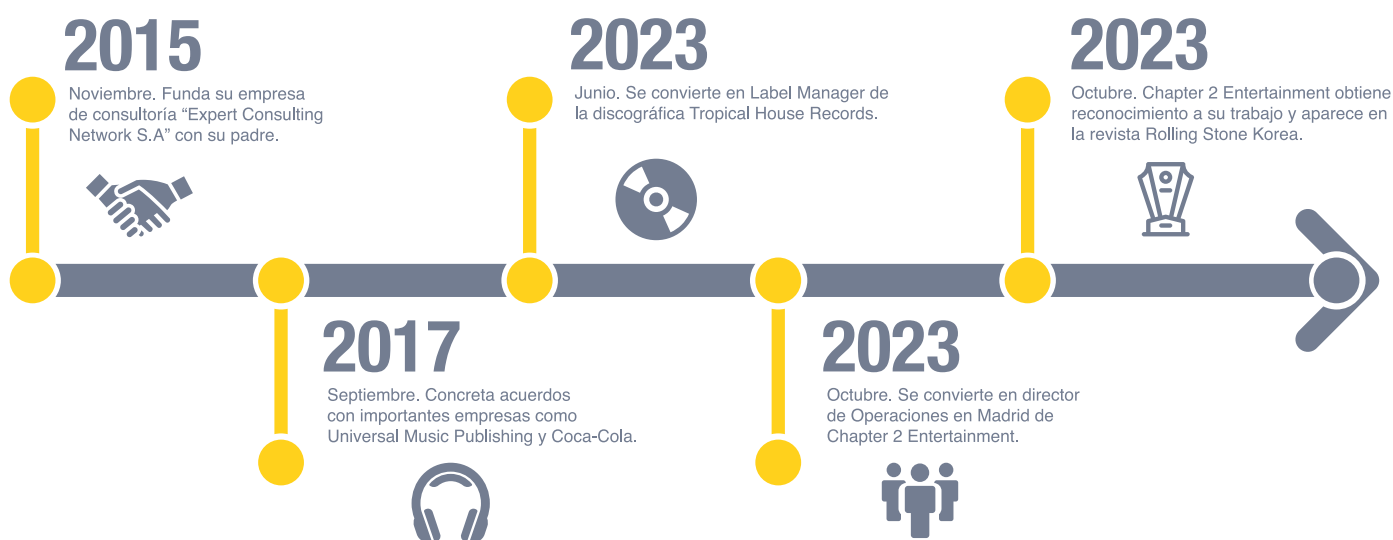 2015
Noviembre. Funda su empresa
de consultoría “Expert Consulting
Network S.A” con su padre.
2017
Septiembre. Concreta acuerdos
con importantes empresas como
Universal Music Publishing y Coca-Cola.
2023
Junio. Se convierte en Label Manager de
la discográfica Tropical House Records.
2023
Octubre. Se convierte en director
de Operaciones en Madrid de
Chapter 2 Entertainment.
2023
Octubre. Chapter 2 Entertainment obtiene
reconocimiento a su trabajo y aparece en
la revista Rolling Stone Korea.